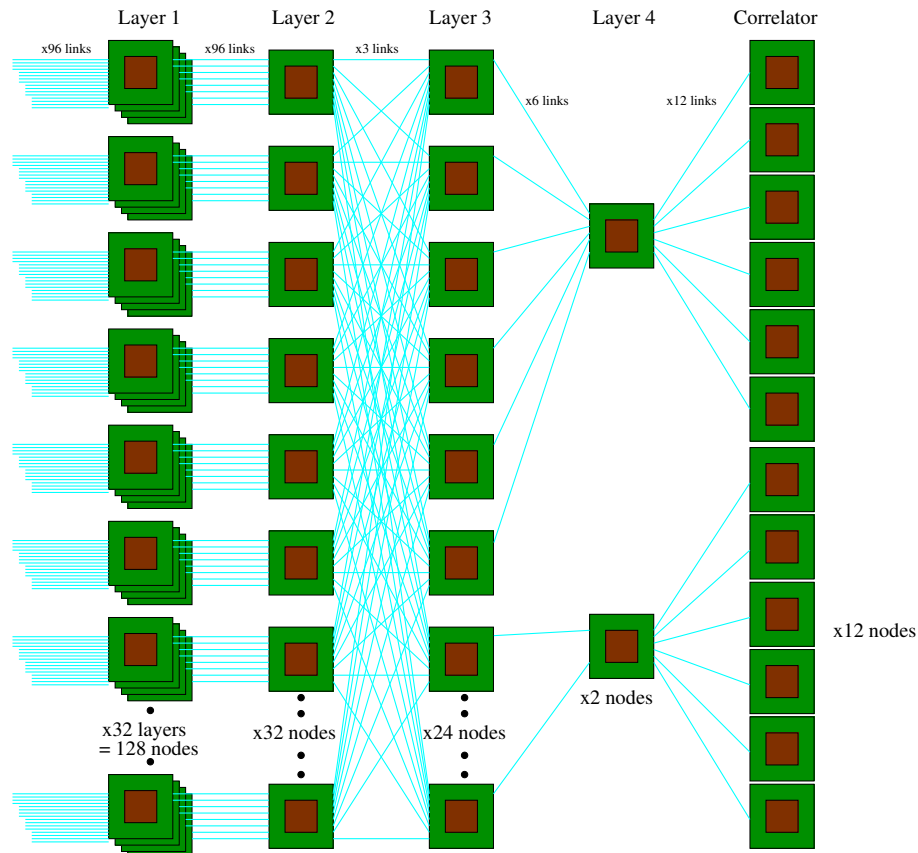 Layer 1
Layer 2
Layer 3
Layer 4
Correlator
x96 links
x96 links
x3 links
x6 links
x12 links
x12 nodes
x2 nodes
x32 layers
= 128 nodes
x32 nodes
x24 nodes